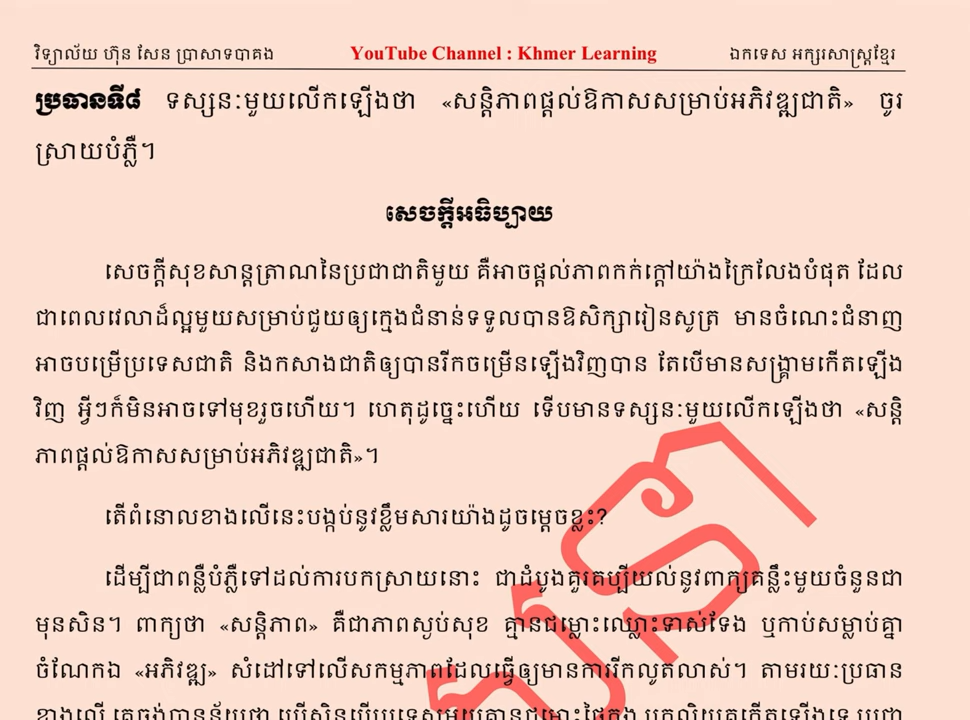 វិទ្យាល័យ ហ៊ុន សែន ប្រាសាទបាគង YouTube Channel : Khmer Learning ឯកទេស អក្សរសាស្ត្រខ្មែរ
ប្រធានទី៨ ទស្សនៈមួយលើកឡើងថា «សន្តិភាពផ្តល់ឱកាសសម្រាប់អភិវឌ្ឍជាតិ» ចូរ
ស្រាយបំភ្លឺ។
សេចក្តីអធិប្បាយ
សេចក្តីសុខសាន្តត្រាណនៃប្រជាជាតិមួយ គឺអាចផ្តល់ភាពកក់ក្តៅយ៉ាងក្រៃលែងបំផុត ដែល
ជាពេលវេលាដ៏ល្អមួយសម្រាប់ជួយឲ្យក្មេងជំនាន់ទទួលបានឱសិក្សារៀនសូត្រ មានចំណេះជំនាញ
អាចបម្រើប្រទេសជាតិ និងកសាងជាតិឲ្យបានរីកចម្រើនឡើងវិញបាន តែបើមានសង្គ្រាមកើតឡើង
វិញ អ្វីៗក៏មិនអាចទៅមុខរួចហើយ។ ហេតុដូច្នេះហើយ ទើបមានទស្សនៈមួយលើកឡើងថា «សន្តិ
ភាពផ្តល់ឱកាសសម្រាប់អភិវឌ្ឍជាតិ»។
តើពំនោលខាងលើនេះបង្កប់នូវខ្លឹមសារយ៉ាងដូចម្តេចខ្លះ?
ដើម្បីជាពន្លឺបំភ្លឺទៅដល់ការបកស្រាយនោះ ជាដំបូងគួរគប្បីយល់នូវពាក្យគន្លឹះមួយចំនួនជា
មុនសិន។ ពាក្យថា «សន្តិភាព» គឺជាភាពស្ងប់សុខ គ្មានជម្លោះឈ្លោះទាស់ទែង ឬកាប់សម្លាប់គ្នា
ចំណែកឯ «អភិវឌ្ឍ» សំដៅទៅលើសកម្មភាពដែលធ្វើឲ្យមានការរីកលូតលាស់។ តាមរយៈប្រធាន